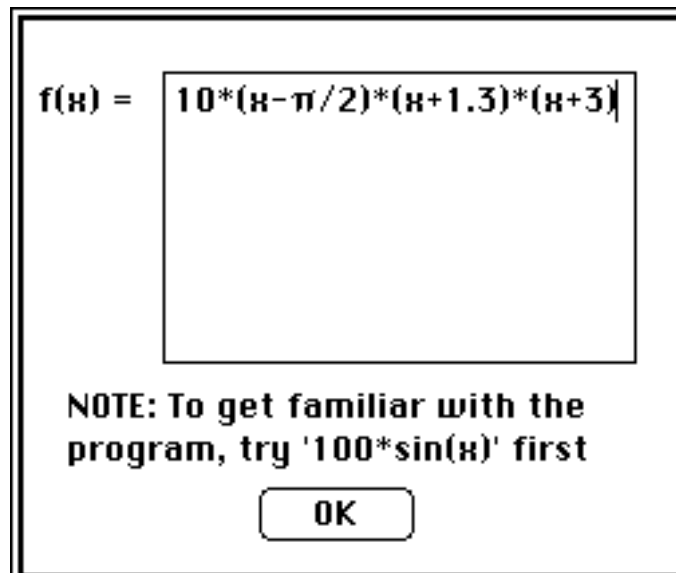 f(x) = 10*(x-π/2)*(x+1.3)*(x+3)
NOTE: To get familiar with the
program, try '100*sin(x)' first
OK